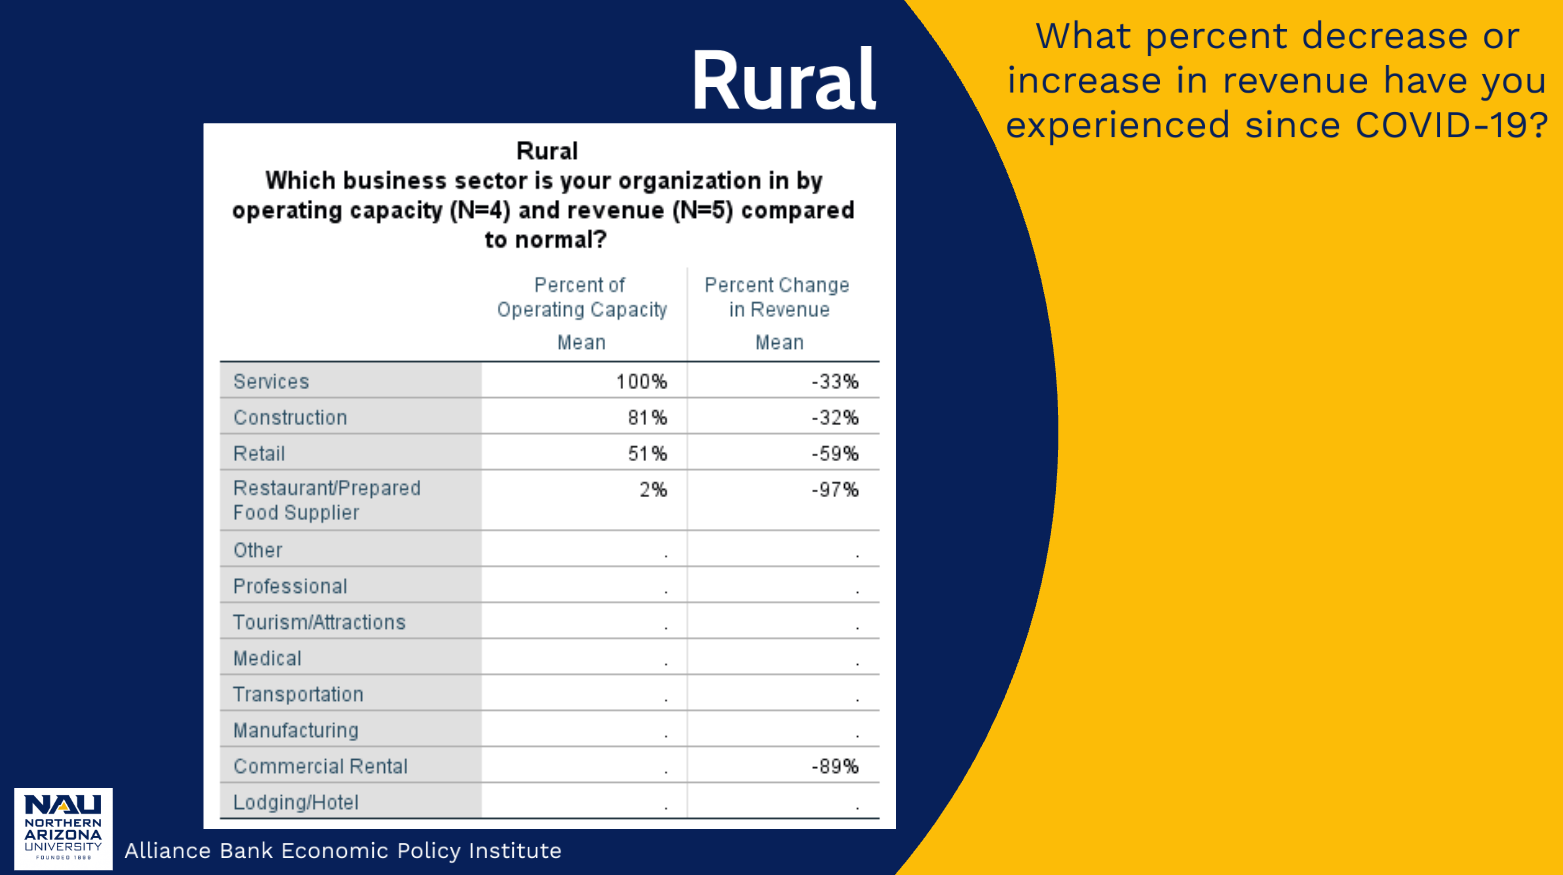 Rural
What percent decrease or
increase in revenue have you
experienced since COVID-19?
Rural
Which business sector is your organization in by
operating capacity (N=4) and revenue (N=5) compared
to normal?
Percent of
Operating Capacity
Mean
Percent Change
in Revenue
Mean
Services 100% -33%
Construction 81% -32%
Retail 51% -59%
Restaurant/Prepared
Food Supplier 2% -97%
Other . .
Professional . .
Tourism/Attractions . .
Medical . .
Transportation . .
Manufacturing . .
Commercial Rental . -89%
Lodging/Hotel . .
NAU
NORTHERN
ARIZONA
UNIVERSITY
FOUNDED 1899
Alliance Bank Economic Policy Institute